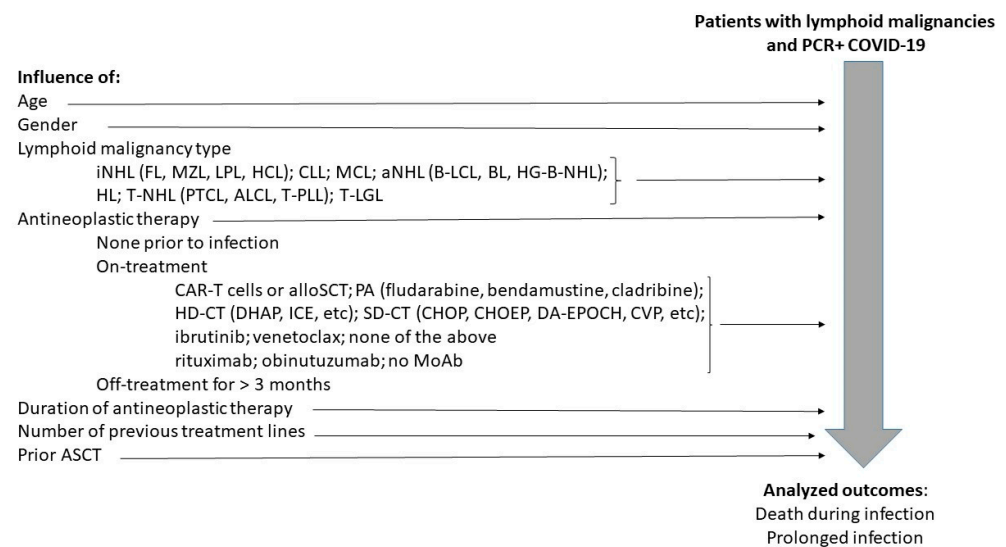 Patients with lymphoid malignancies
and PCR+ COVID-19
Influence of:
Age
Gender
Lymphoid malignancy type
iNHL (FL, MZL, LPL, HCL); CLL; MCL; aNHL (B-LCL, BL, HG-B-NHL);
HL; T-NHL (PTCL, ALCL, T-PLL); T-LGL
Antineoplastic therapy
None prior to infection
On-treatment
CAR-T cells or alloSCT; PA (fludarabine, bendamustine, cladribine);
HD-CT (DHAP, ICE, etc); SD-CT (CHOP, CHOEP, DA-EPOCH, CVP, etc);
ibrutinib; venetoclax; none of the above
rituximab; obinutuzumab; no MoAb
Off-treatment for > 3 months
Duration of antineoplastic therapy
Number of previous treatment lines
Prior ASCT
Analyzed outcomes:
Death during infection
Prolonged infection